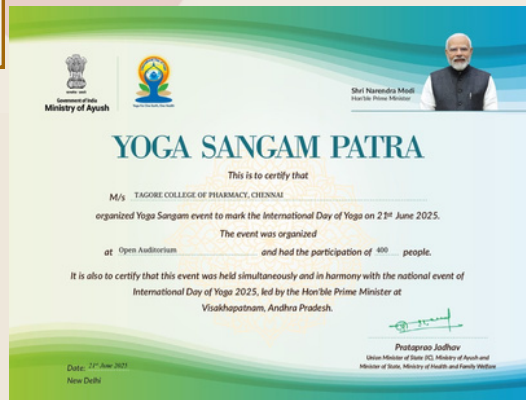 Government of India
Ministry of Ayush
Shri Narendra Modi
Hon'ble Prime Minister
YOGA SANGAM PATRA
This is to certify that
M/s TAGORE COLLEGE OF PHARMACY, CHENNAI
organized Yoga Sangam event to mark the International Day of Yoga on 21st June 2025.
The event was organized
at Open Auditorium and had the participation of 400 people.
It is also to certify that this event was held simultaneously and in harmony with the national event of
International Day of Yoga 2025, led by the Hon'ble Prime Minister at
Visakhapatnam, Andhra Pradesh.
Prataprao Jadhav
Union Minister of State (IC), Ministry of Ayush and
Minister of State, Ministry of Health and Family Welfare
Date: 21st June 2025
New Delhi